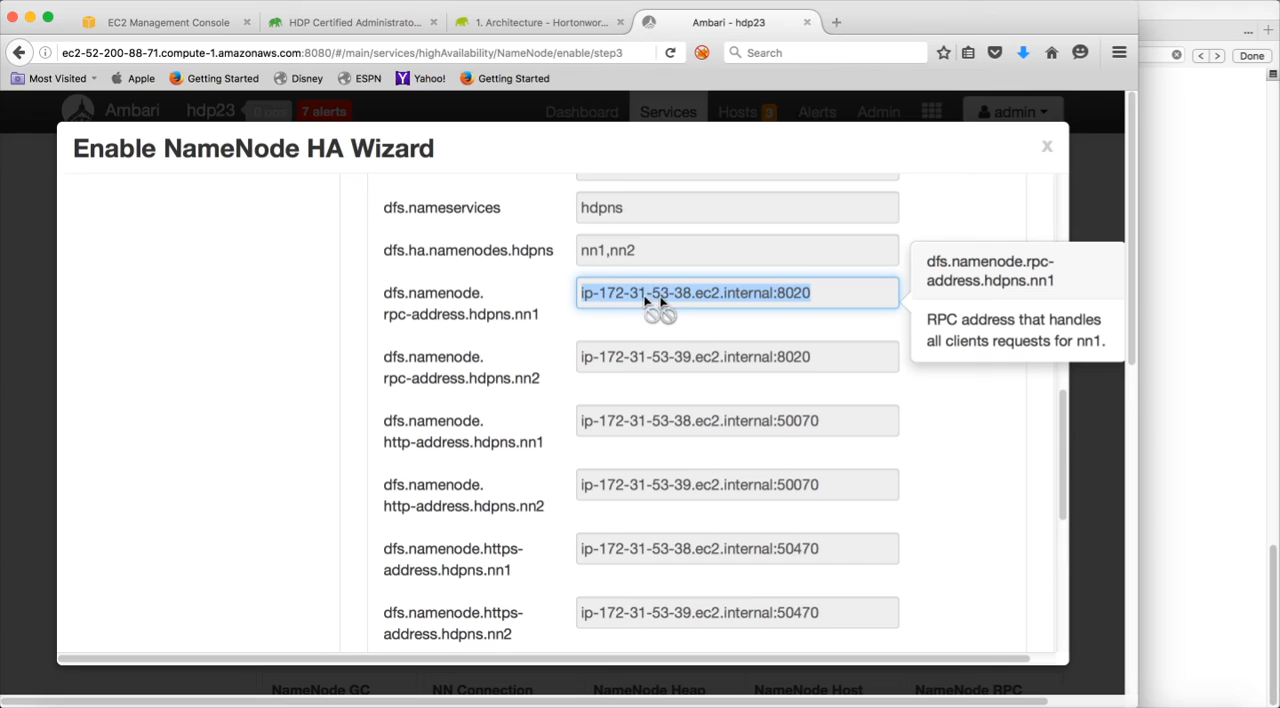 EC2 Management Console
HDP Certified Administrato...
1. Architecture - Hortonwor...
Ambari - hdp23
ec2-52-200-88-71.compute-1.amazonaws.com:8080/#/main/services/highAvailability/NameNode/enable/step3
Search
Done
Most Visited
Apple
Getting Started
Disney
ESPN
Yahoo!
Getting Started
Ambari
hdp23
7 alerts
Dashboard
Services
Hosts 3
Alerts
Admin
admin
Enable NameNode HA Wizard
x
dfs.nameservices
hdpns
dfs.ha.namenodes.hdpns
nn1,nn2
dfs.namenode.
rpc-address.hdpns.nn1
ip-172-31-53-38.ec2.internal:8020
dfs.namenode.rpc-
address.hdpns.nn1
RPC address that handles
all clients requests for nn1.
dfs.namenode.
rpc-address.hdpns.nn2
ip-172-31-53-39.ec2.internal:8020
dfs.namenode.
http-address.hdpns.nn1
ip-172-31-53-38.ec2.internal:50070
dfs.namenode.
http-address.hdpns.nn2
ip-172-31-53-39.ec2.internal:50070
dfs.namenode.https-
address.hdpns.nn1
ip-172-31-53-38.ec2.internal:50470
dfs.namenode.https-
address.hdpns.nn2
ip-172-31-53-39.ec2.internal:50470
NameNode GC
NN Connection
NameNode Heap
NameNode Host
NameNode RPC